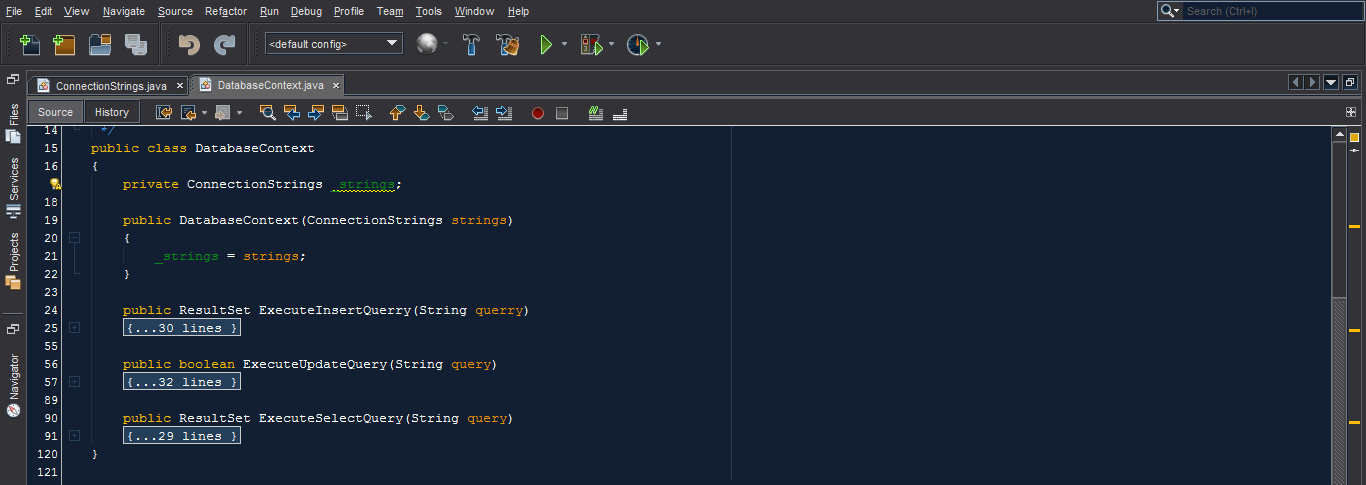 File Edit View Navigate Source Refactor Run Debug Profile Team Tools Window Help Search (Ctrl+I)
<default config>
ConnectionStrings.java × DatabaseContext.java ×
Source History
Files
Services
Projects
Navigator
14 */
15 public class DatabaseContext
16 {
private ConnectionStrings _strings;
18
19 public DatabaseContext(ConnectionStrings strings)
20 {
21 _strings = strings;
22 }
23
24 public ResultSet ExecuteInsertQuerry(String querry)
25 {...30 lines }
55
56 public boolean ExecuteUpdateQuery(String query)
57 {...32 lines }
89
90 public ResultSet ExecuteSelectQuery(String query)
91 {...29 lines }
120 }
121